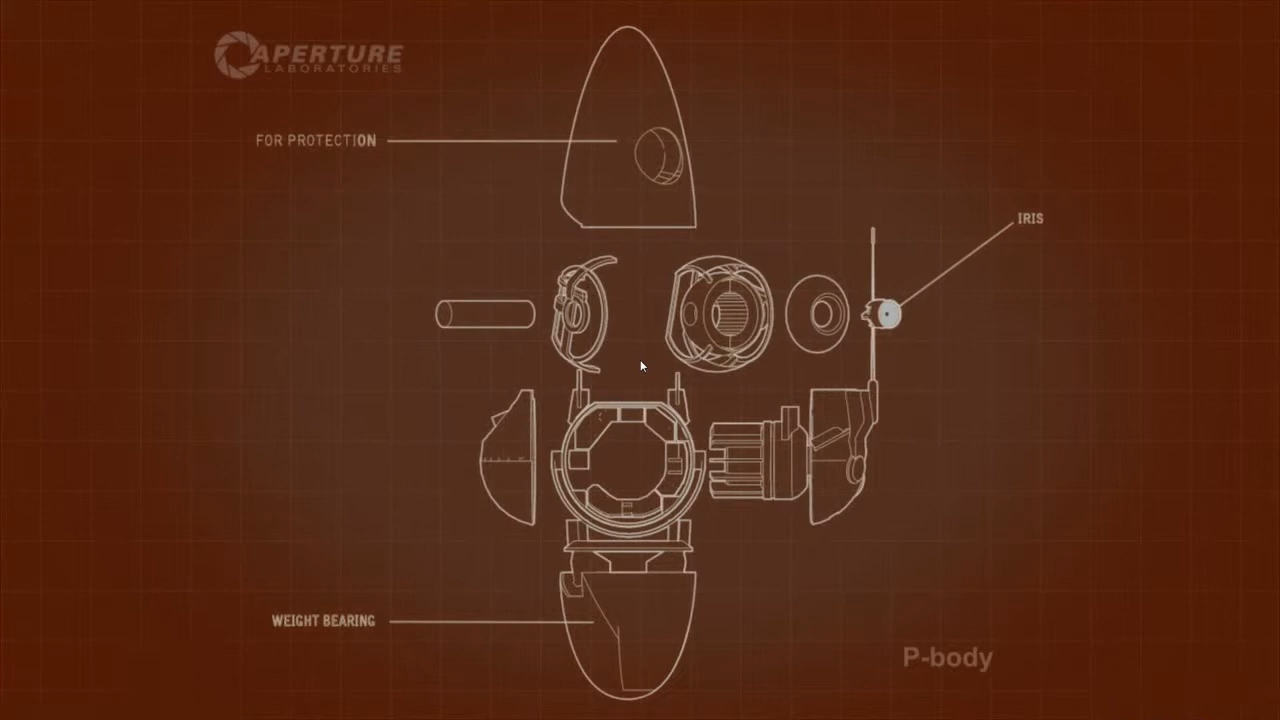 APERTURE
LABORATORIES
FOR PROTECTION
IRIS
WEIGHT BEARING
P-body